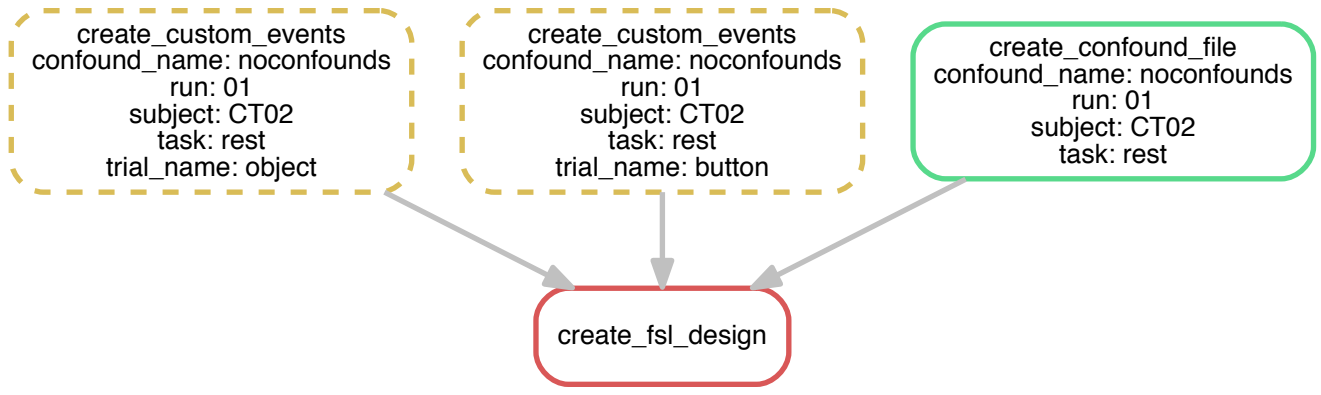 create_custom_events
confound_name: noconfounds
run: 01
subject: CT02
task: rest
trial_name: object
create_custom_events
confound_name: noconfounds
run: 01
subject: CT02
task: rest
trial_name: button
create_confound_file
confound_name: noconfounds
run: 01
subject: CT02
task: rest
create_fsl_design